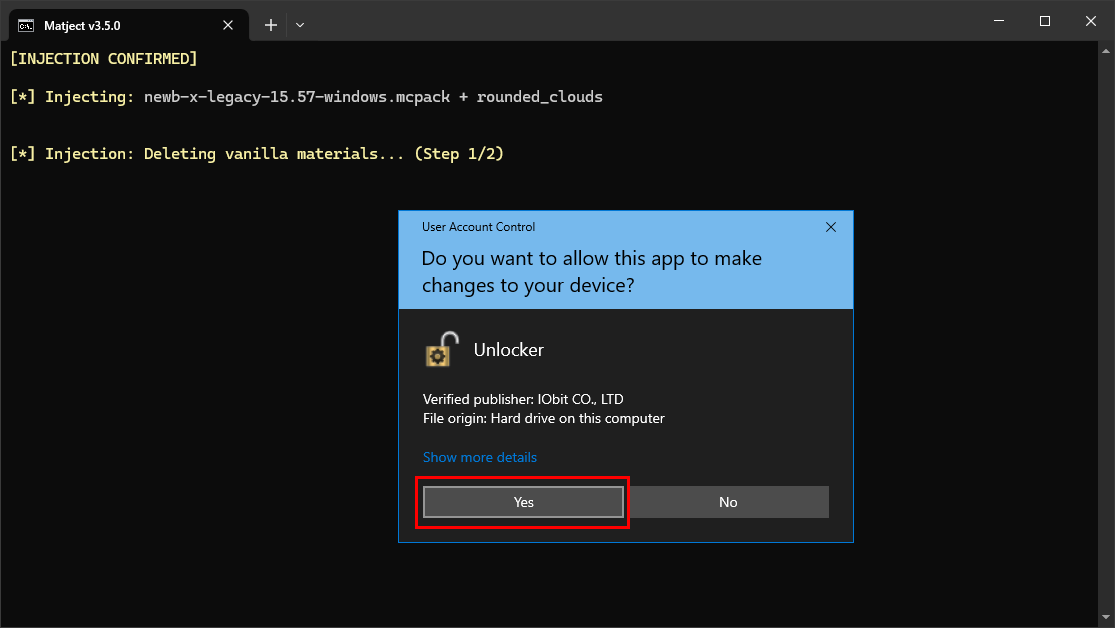 Matject v3.5.0
[INJECTION CONFIRMED]
[*] Injecting: newb-x-legacy-15.57-windows.mcpack + rounded_clouds
[*] Injection: Deleting vanilla materials... (Step 1/2)
User Account Control
Do you want to allow this app to make
changes to your device?
Unlocker
Verified publisher: IObit CO., LTD
File origin: Hard drive on this computer
Show more details
Yes No